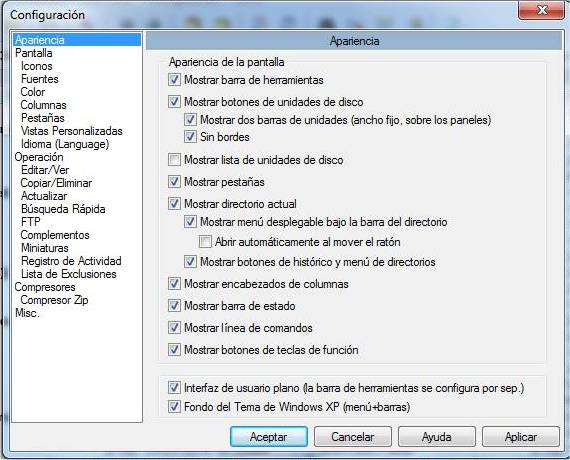 Configuración
Apariencia
Pantalla
Iconos
Fuentes
Color
Columnas
Pestañas
Vistas Personalizadas
Idioma (Language)
Operación
Editar/Ver
Copiar/Eliminar
Actualizar
Búsqueda Rápida
FTP
Complementos
Miniaturas
Registro de Actividad
Lista de Exclusiones
Compresores
Compresor Zip
Misc.
Apariencia
Apariencia de la pantalla
Mostrar barra de herramientas
Mostrar botones de unidades de disco
Mostrar dos barras de unidades (ancho fijo, sobre los paneles)
Sin bordes
Mostrar lista de unidades de disco
Mostrar pestañas
Mostrar directorio actual
Mostrar menú desplegable bajo la barra del directorio
Abrir automáticamente al mover el ratón
Mostrar botones de histórico y menú de directorios
Mostrar encabezados de columnas
Mostrar barra de estado
Mostrar línea de comandos
Mostrar botones de teclas de función
Interfaz de usuario plano (la barra de herramientas se configura por sep.)
Fondo del Tema de Windows XP (menú+barras)
Aceptar
Cancelar
Ayuda
Aplicar